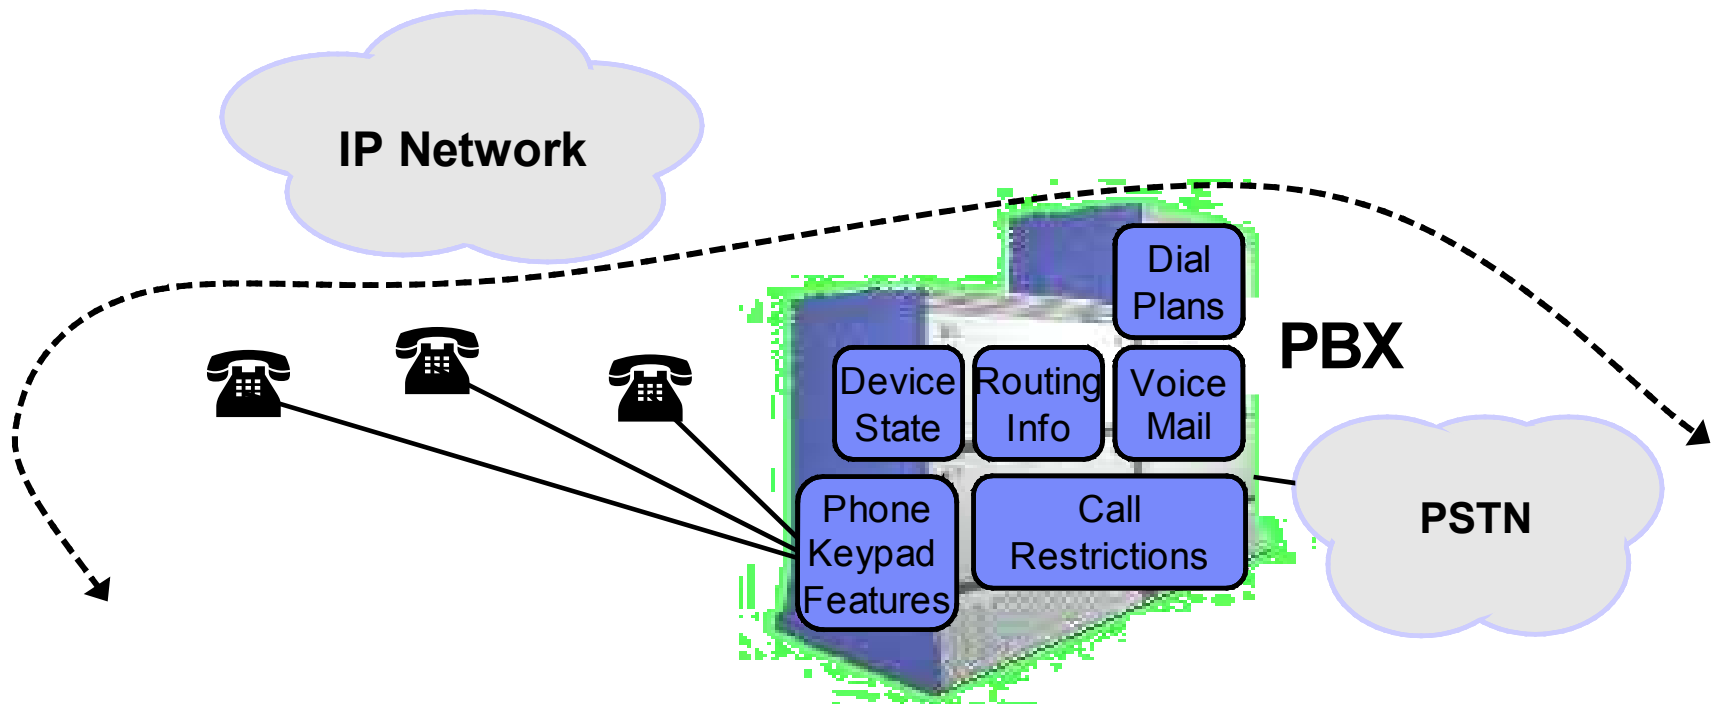 IP Network
Dial
Plans
PBX
Device
State
Routing
Info
Voice
Mail
Phone
Keypad
Features
Call
Restrictions
PSTN